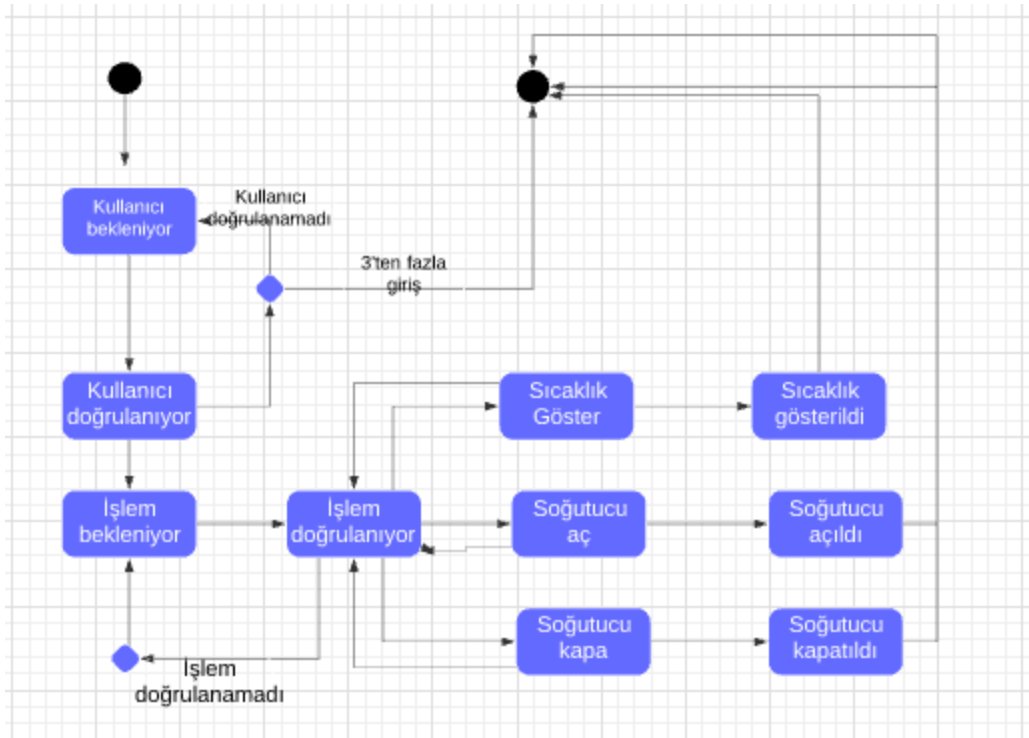 Kullanıcı
bekleniyor
Kullanıcı
doğrulanamadı
3'ten fazla
giriş
Kullanıcı
doğrulanıyor
Sıcaklık
Göster
Sıcaklık
gösterildi
İşlem
bekleniyor
İşlem
doğrulanıyor
Soğutucu
aç
Soğutucu
açıldı
Soğutucu
kapa
Soğutucu
kapatıldı
İşlem
doğrulanamadı